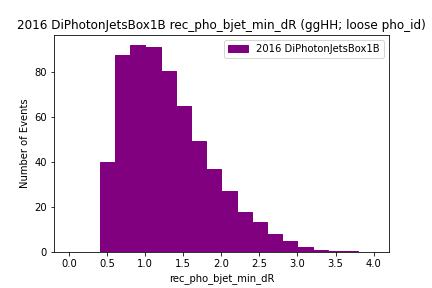 2016 DiPhotonJetsBox1B rec_pho_bjet_min_dR (ggHH; loose pho_id)
2016 DiPhotonJetsBox1B
Number of Events
80
60
40
20
0
0.0 0.5 1.0 1.5 2.0 2.5 3.0 3.5 4.0
rec_pho_bjet_min_dR